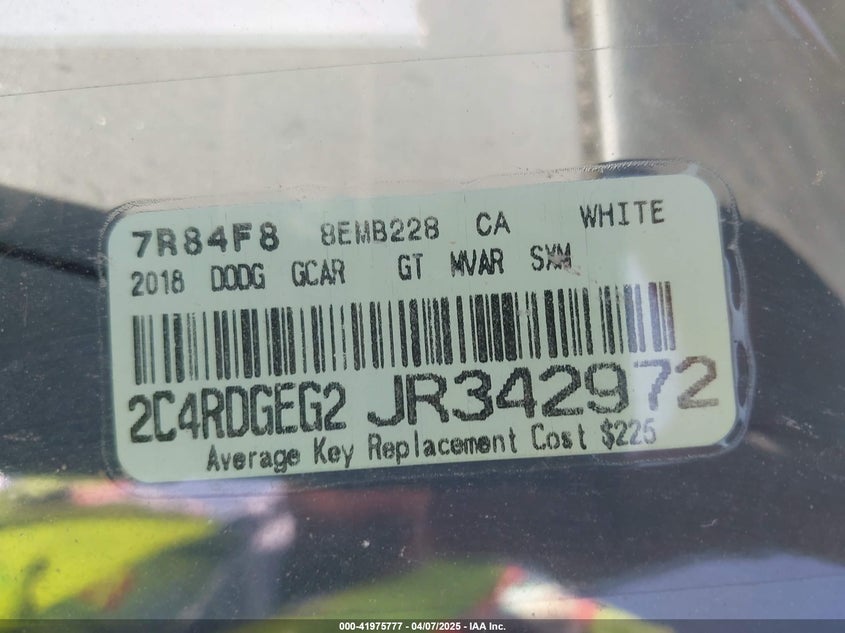 7R84F8 8EMB228 CA WHITE
2018 DODG GCAR GT MVAR SXM
2C4RDGEG2 JR342972
Average Key Replacement Cost $225
000-41975777 - 04/07/2025 - IAA Inc.